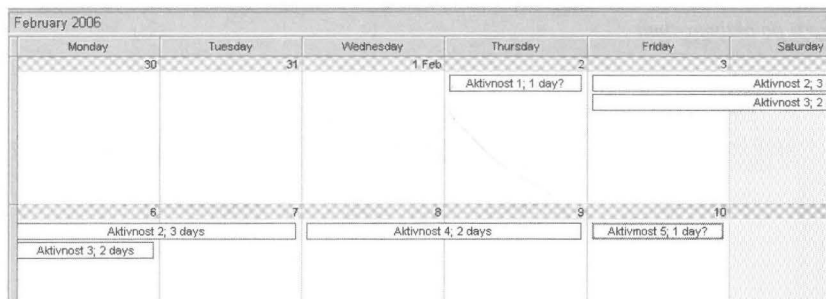 February 2006
Monday Tuesday Wednesday Thursday Friday Saturday
30 31 1 Feb 2 3
Aktivnost 1; 1 day? Aktivnost 2; 3
Aktivnost 3; 2
6 7 8 9 10
Aktivnost 2; 3 days Aktivnost 4; 2 days Aktivmost 5; 1 day?
Aktivnost 3; 2 days